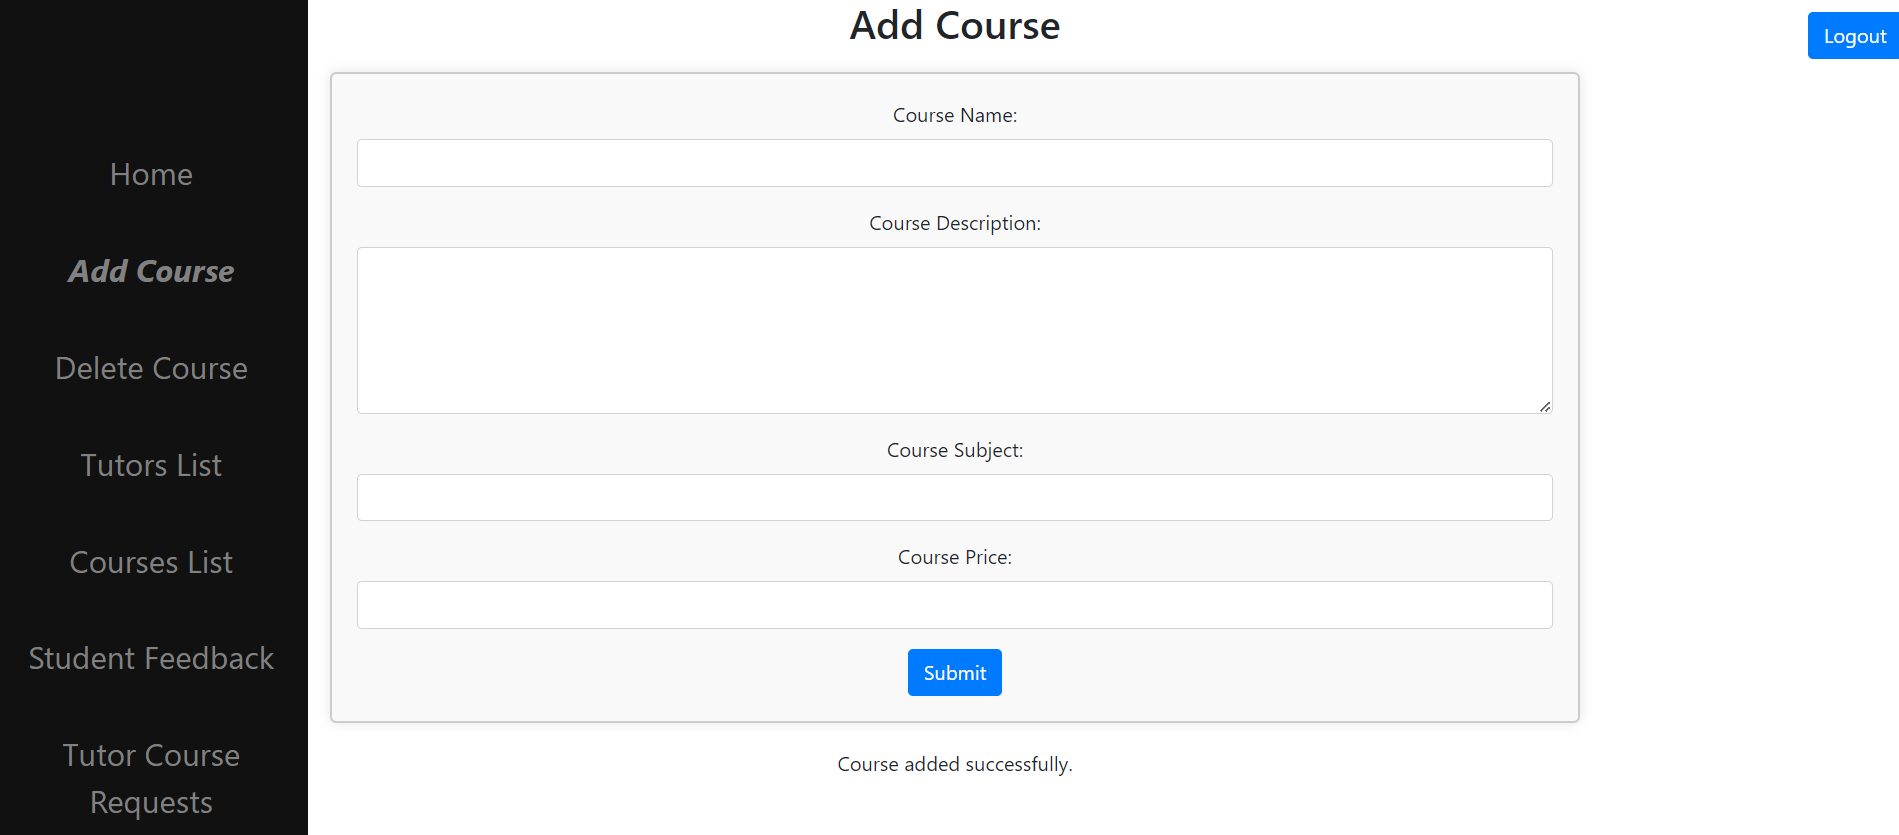 Home
Add Course
Delete Course
Tutors List
Courses List
Student Feedback
Tutor Course
Requests
Add Course
Logout
Course Name:
Course Description:
Course Subject:
Course Price:
Submit
Course added successfully.